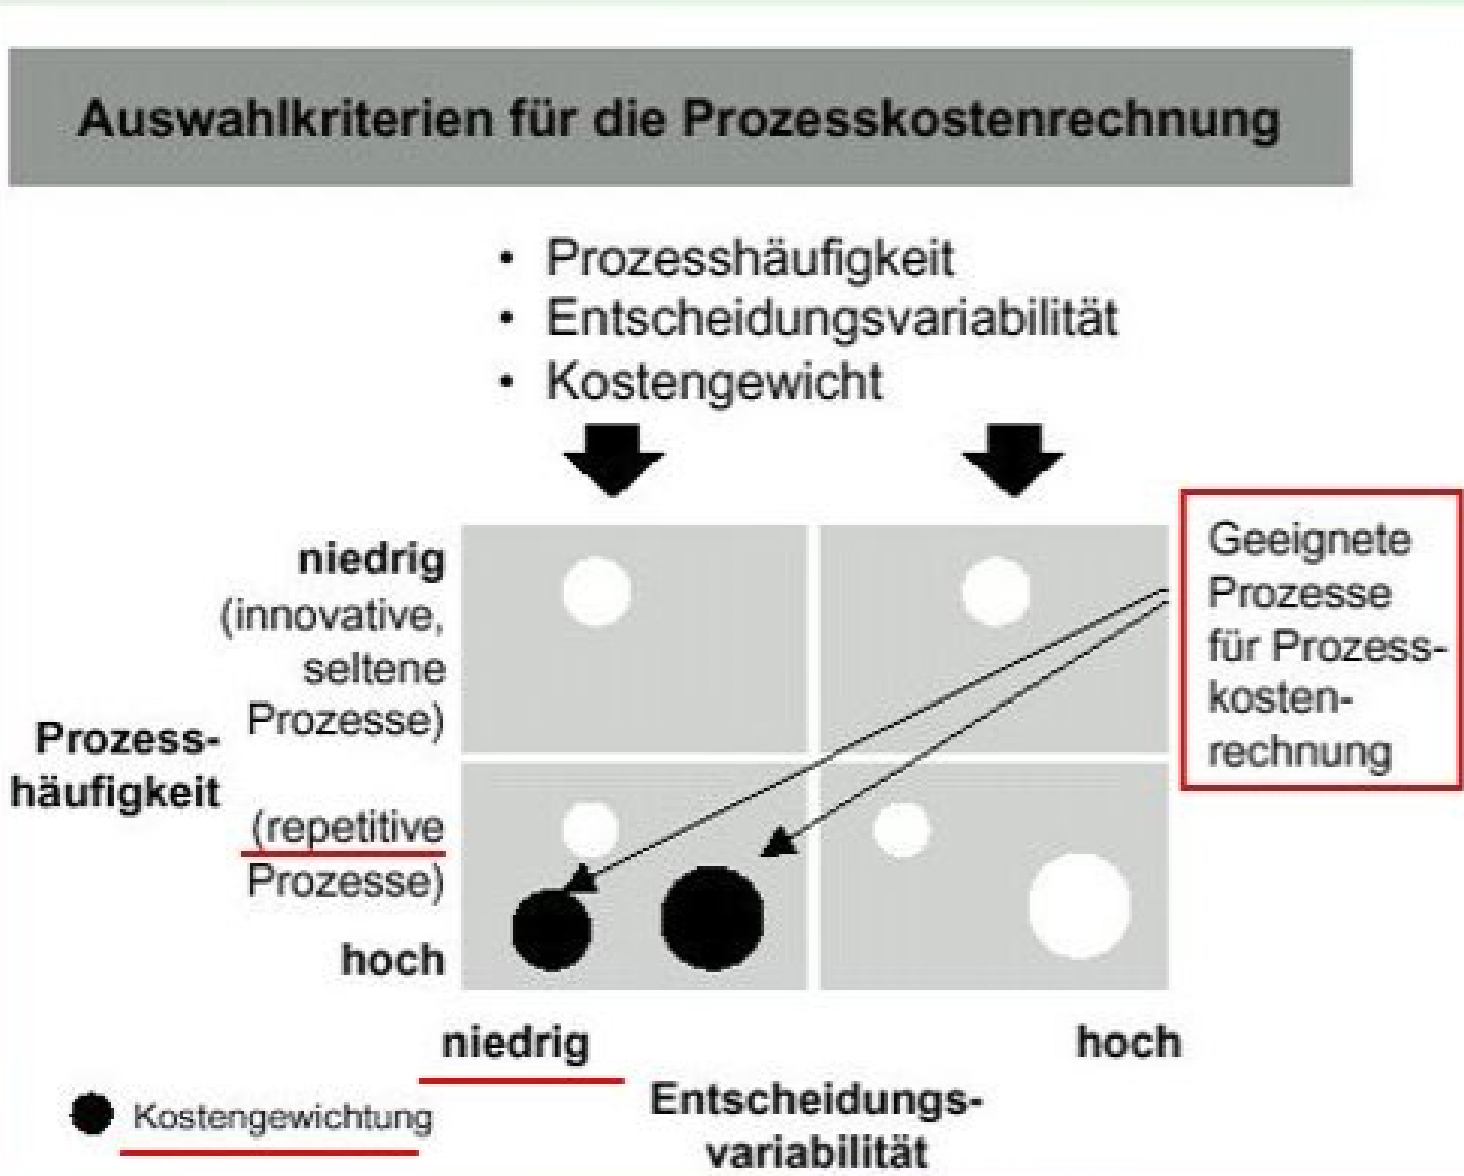 Auswahlkriterien für die Prozesskostenrechnung
• Prozesshäufigkeit
• Entscheidungsvariabilität
• Kostengewicht
niedrig
(innovative,
seltene
Prozesse)
Prozess-
häufigkeit
(repetitive
Prozesse)
hoch
Geeignete
Prozesse
für Prozess-
kosten-
rechnung
niedrig
hoch
Entscheidungs-
variabilität
Kostengewichtung